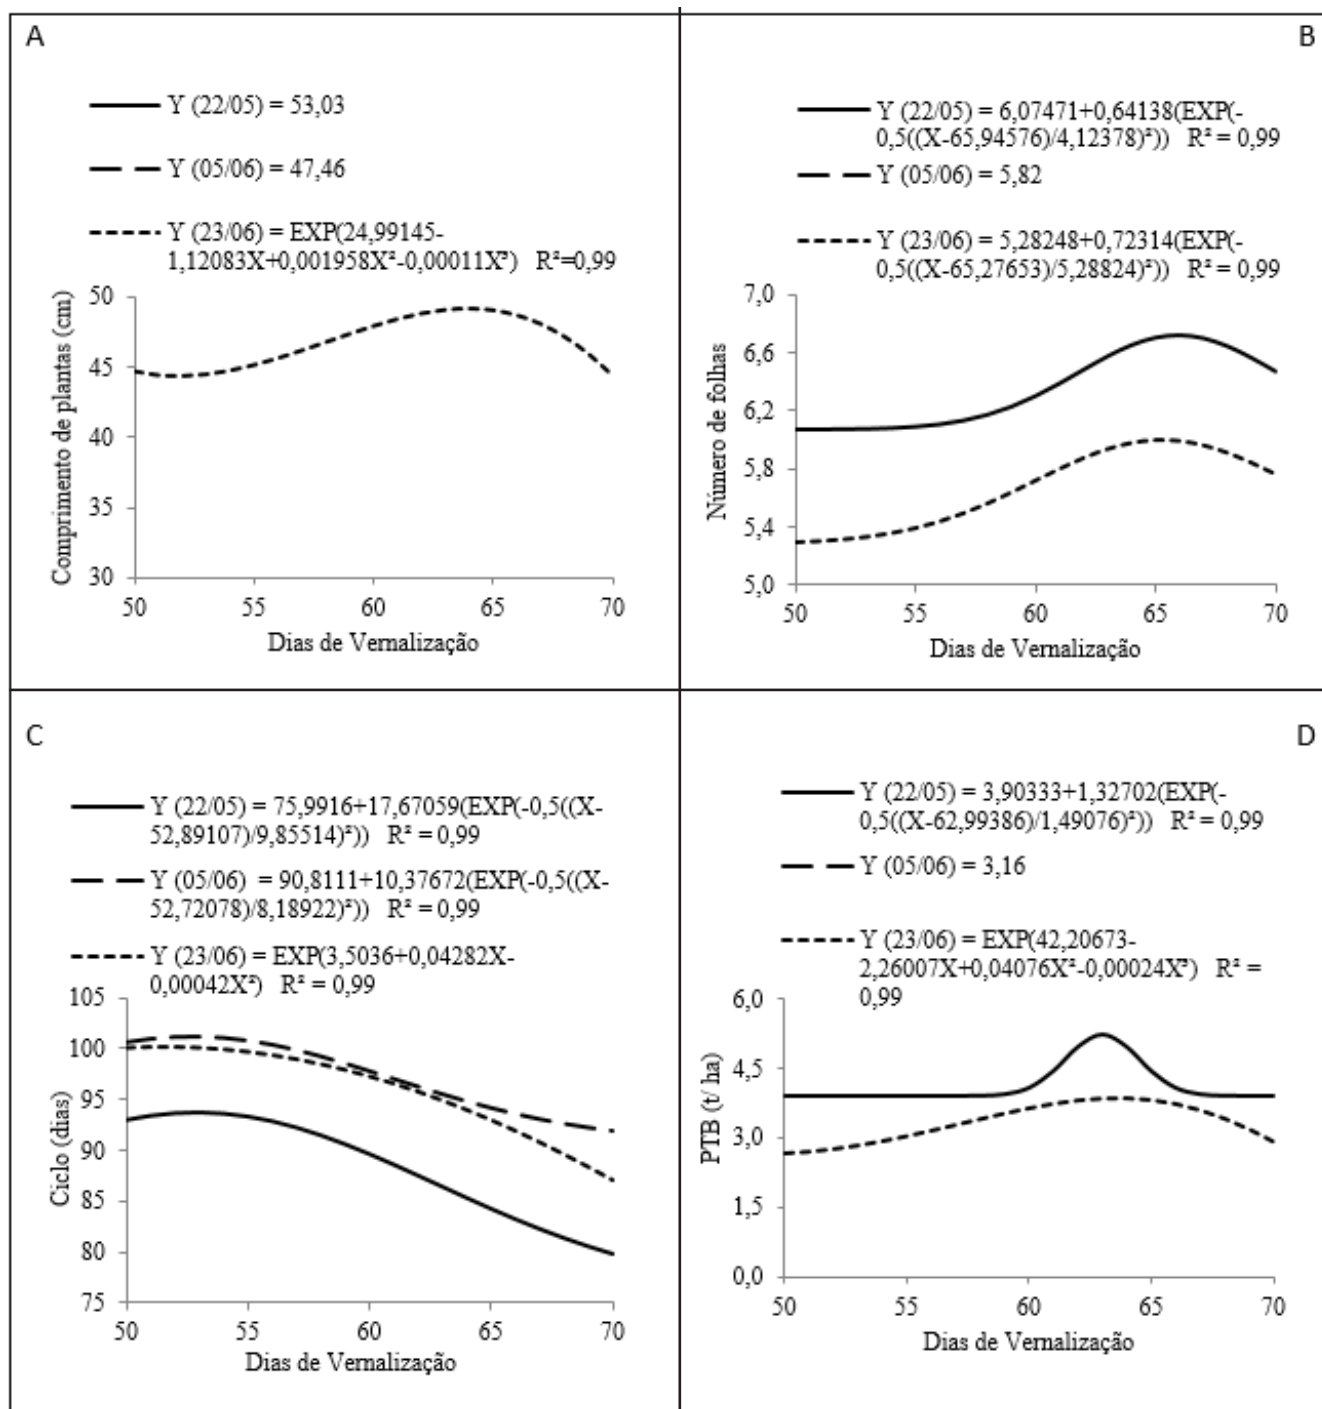 A
Y (22/05) = 53,03
Y (05/06) = 47,46
Y (23/06) = EXP(24,99145-
1,12083X+0,001958X²-0,00011X³) R²=0,99
50
45
40
35
30
50 55 60 65 70
Comprimento de plantas (cm)
Dias de Vernalização
B
Y (22/05) = 6,07471+0,64138(EXP(-
0,5((X-65,94576)/4,12378)²)) R² = 0,99
Y (05/06) = 5,82
Y (23/06) = 5,28248+0,72314(EXP(-
0,5((X-65,27653)/5,28824)²)) R² = 0,99
7,0
6,6
6,2
5,8
5,4
5,0
50 55 60 65 70
Número de folhas
Dias de Vernalização
C
Y (22/05) = 75,9916+17,67059(EXP(-0,5((X-
52,89107)/9,85514)²)) R² = 0,99
Y (05/06) = 90,8111+10,37672(EXP(-0,5((X-
52,72078)/8,18922)²)) R² = 0,99
Y (23/06) = EXP(3,5036+0,04282X-
0,00042X²) R² = 0,99
105
100
95
90
85
80
75
50 55 60 65 70
Ciclo (dias)
Dias de Vernalização
D
Y (22/05) = 3,90333+1,32702(EXP(-
0,5((X-62,99386)/1,49076)²)) R² = 0,99
Y (05/06) = 3,16
Y (23/06) = EXP(42,20673-
2,26007X+0,04076X²-0,00024X³) R² =
0,99
6,0
4,5
3,0
1,5
0,0
50 55 60 65 70
PTB (t/ ha)
Dias de Vernalização